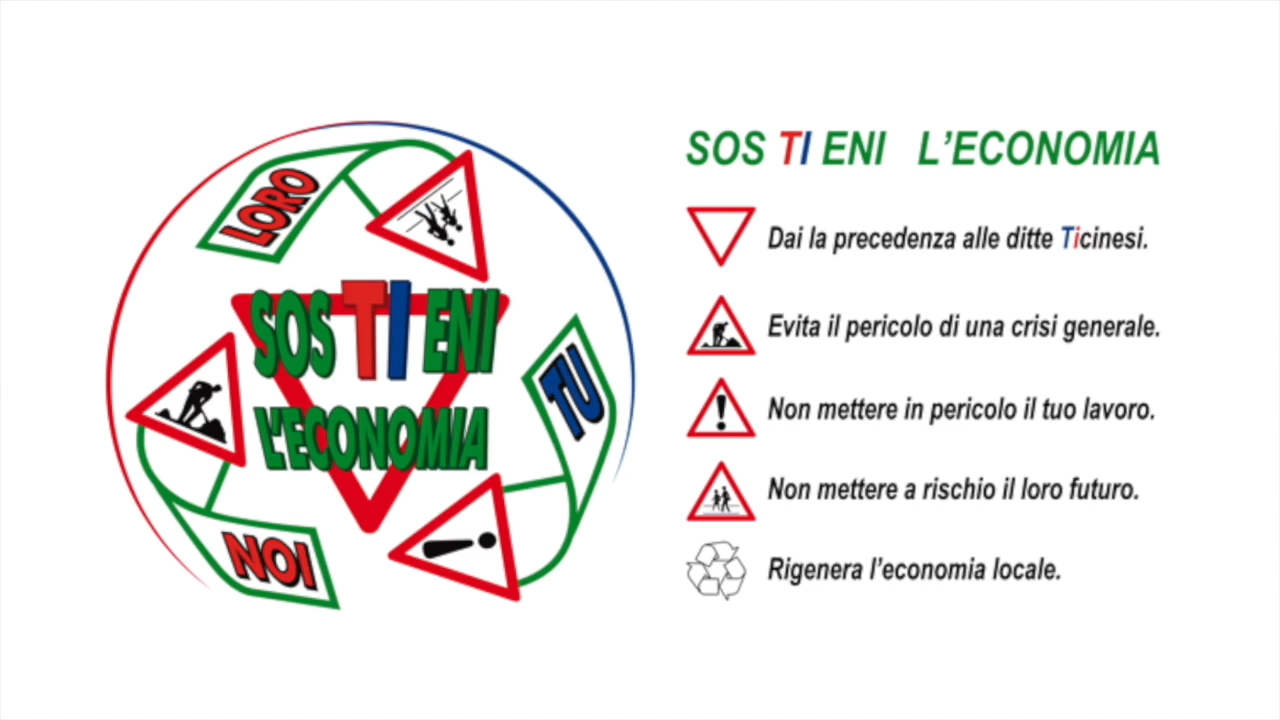 LORO
SOS TI ENI
L'ECONOMIA
TU
NOI
SOS TI ENI L'ECONOMIA
Dai la precedenza alle ditte Ticinesi.
Evita il pericolo di una crisi generale.
Non mettere in pericolo il tuo lavoro.
Non mettere a rischio il loro futuro.
Rigenera l'economia locale.